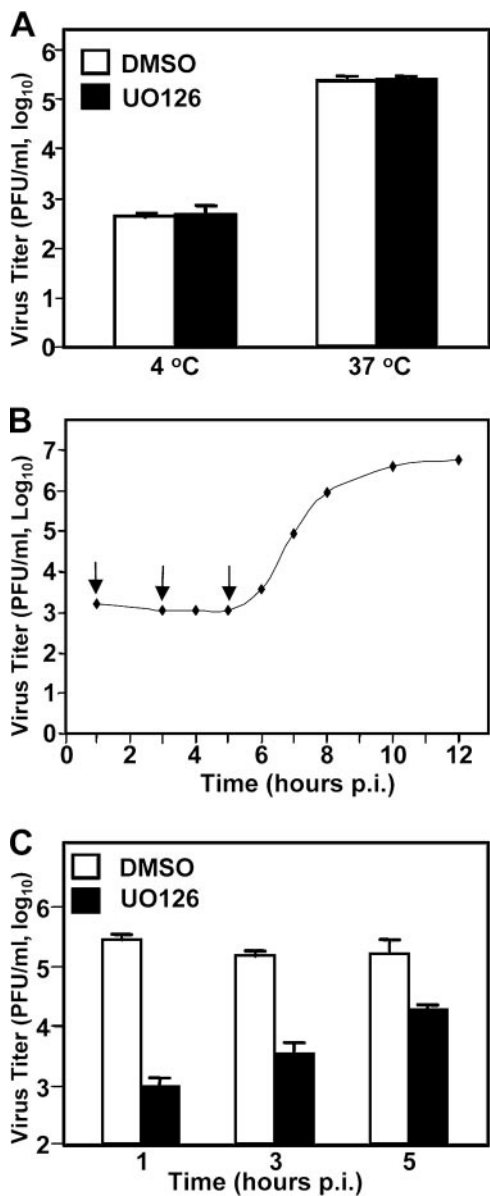 A
Virus Titer (PFU/ml, log₁₀)
6
5
4
3
2
1
0
DMSO
UO126
4 °C
37 °C
B
Virus Titer (PFU/ml, Log₁₀)
7
6
5
4
3
2
1
0
0 2 4 6 8 10 12
Time (hours p.i.)
C
Virus Titer (PFU/ml, log₁₀)
DMSO
UO126
6
5
4
3
2
1 3 5
Time (hours p.i.)